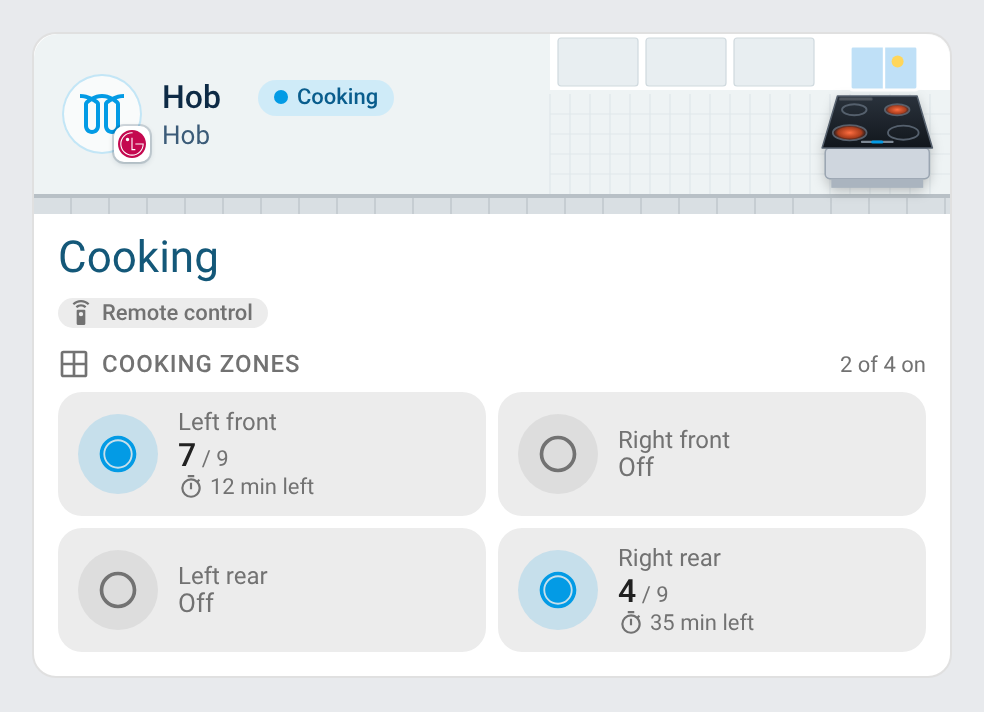 Hob
Cooking
Hob
Cooking
Remote control
COOKING ZONES
2 of 4 on
Left front
7 / 9
12 min left
Right front
Off
Left rear
Off
Right rear
4 / 9
35 min left